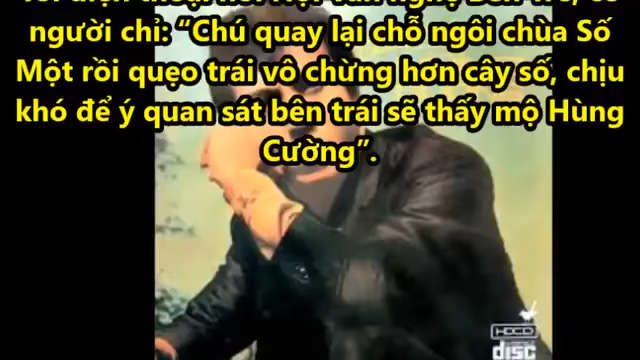 người chỉ: “Chú quay lại chỗ ngôi chùa Số
Một rồi quẹo trái vô chừng hơn cây số, chịu
khó để ý quan sát bên trái sẽ thấy mộ Hùng
Cường”.
HDCD
disc